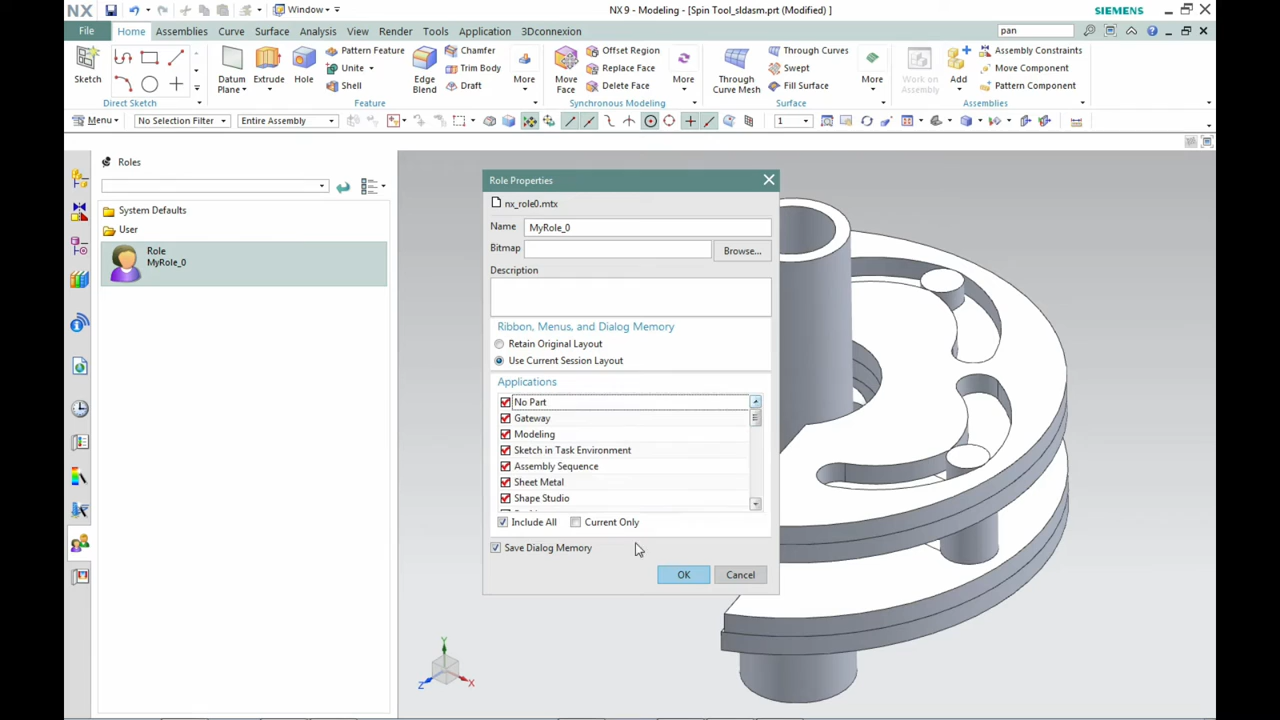 NX Window NX 9 - Modeling - [Spin Tool_sldasm.prt (Modified) ] SIEMENS
File Home Assemblies Curve Surface Analysis View Render Tools Application 3Dconnexion pan
Pattern Feature Chamfer Offset Region Through Curves Assembly Constraints
Unite Trim Body Replace Face Swept Move Component
Shell Draft Delete Face Fill Surface Pattern Component
Sketch Datum Plane Extrude Hole Edge Blend More Move Face More Through Curve Mesh More Work on Assembly Add
Direct Sketch Feature Synchronous Modeling Surface Assemblies
Menu No Selection Filter Entire Assembly 1
Roles
System Defaults
User
Role
MyRole_0
Role Properties
nx_role0.mtx
Name MyRole_0
Bitmap Browse...
Description
Ribbon, Menus, and Dialog Memory
Retain Original Layout
Use Current Session Layout
Applications
No Part
Gateway
Modeling
Sketch in Task Environment
Assembly Sequence
Sheet Metal
Shape Studio
Include All Current Only
Save Dialog Memory
OK Cancel
Y
Z X